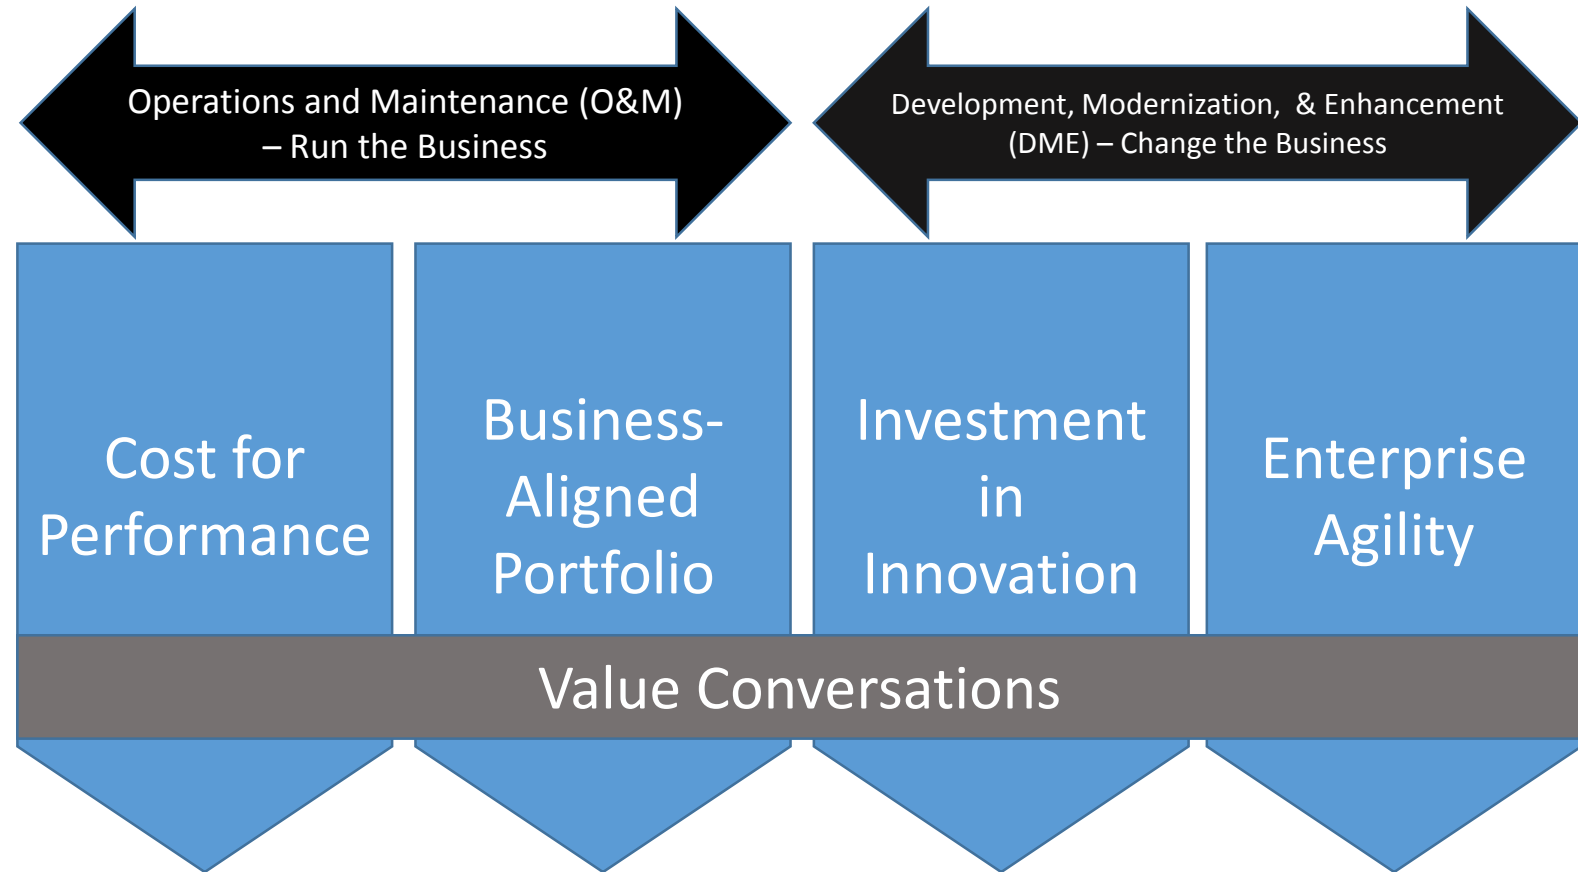 Operations and Maintenance (O&M)
– Run the Business
Development, Modernization, & Enhancement
(DME) – Change the Business
Cost for
Performance
Business-
Aligned
Portfolio
Investment
in
Innovation
Enterprise
Agility
Value Conversations